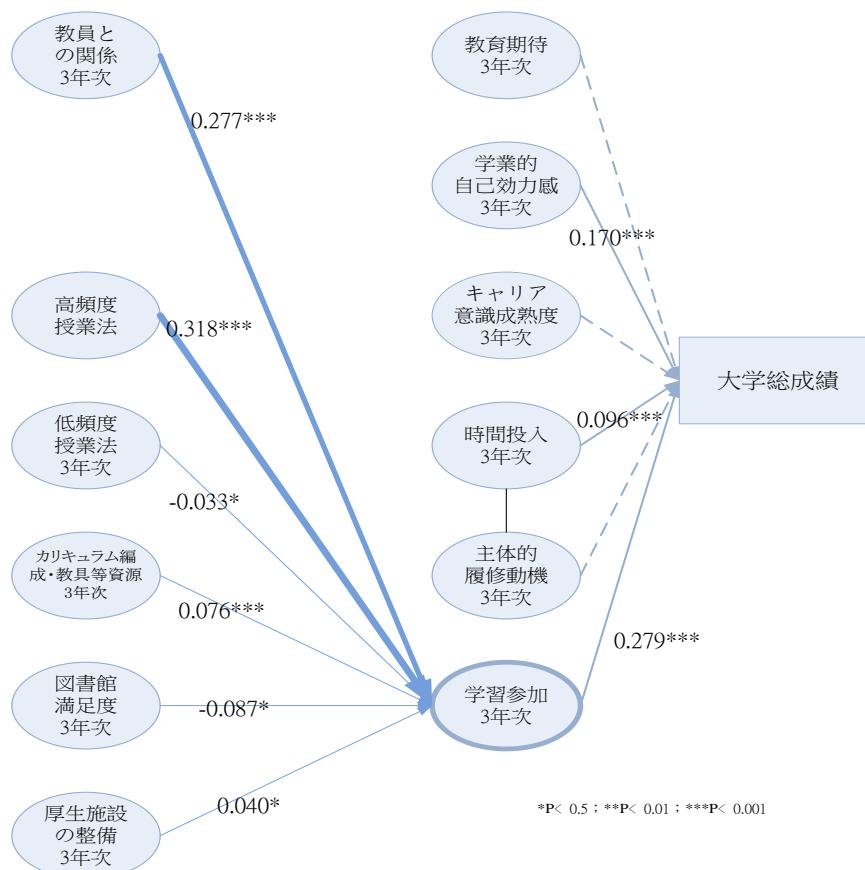 教員と
の関係
3年次
0.277***
高頻度
授業法
0.318***
低頻度
授業法
3年次
-0.033*
カリキュラム編
成・教具等資源
3年次
0.076***
図書館
満足度
3年次
-0.087*
厚生施設
の整備
3年次
0.040*
教育期待
3年次
学業的
自己効力感
3年次
0.170***
キャリア
意識成熟度
3年次
時間投入
3年次
0.096***
主体的
履修動機
3年次
学習参加
3年次
0.279***
大学総成績
*P< 0.5；**P< 0.01；***P< 0.001